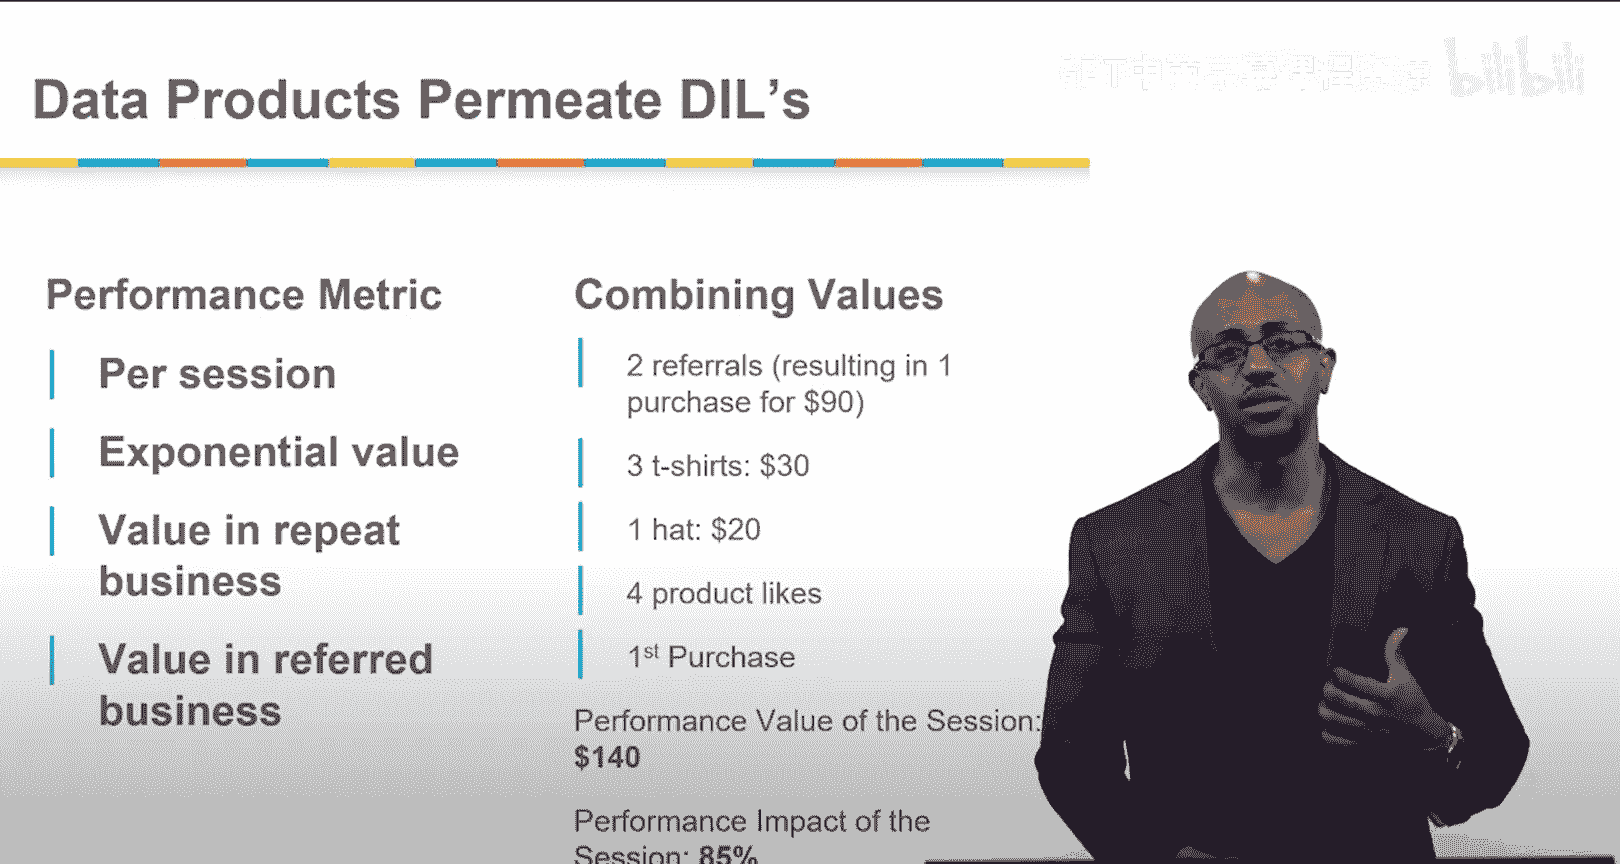 bilibili
Data Products Permeate DIL's
Performance Metric
Per session
Exponential value
Value in repeat
business
Value in referred
business
Combining Values
2 referrals (resulting in 1
purchase for $90)
3 t-shirts: $30
1 hat: $20
4 product likes
1st Purchase
Performance Value of the Session:
$140
Performance Impact of the
Session: 85%